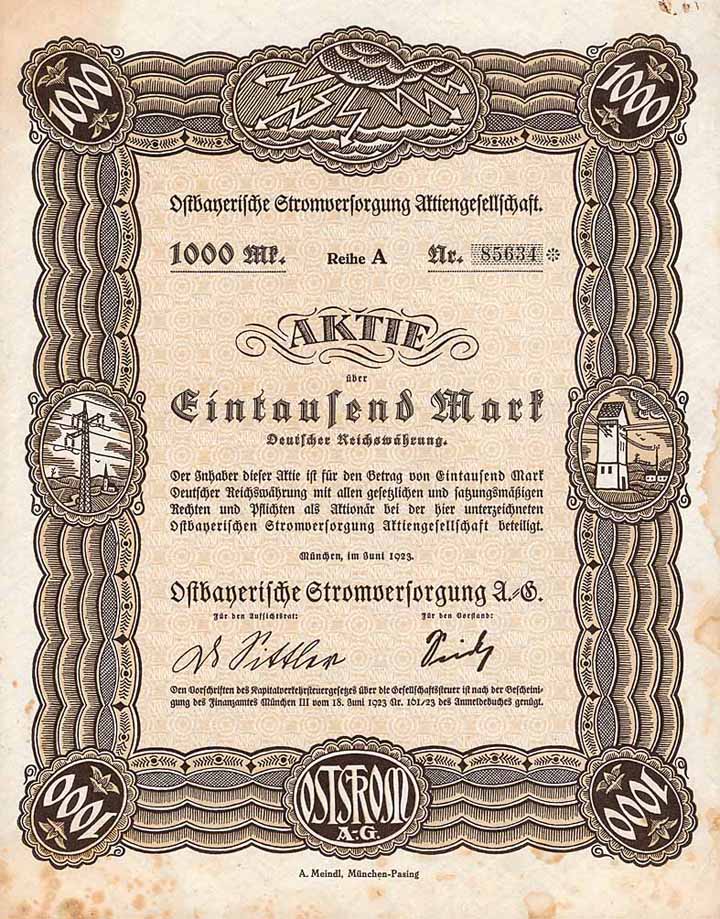 1000
1000
Ostbayerische Stromversorgung Aktiengesellschaft.
1000 Mk. Reihe A Nr. 85634 *
AKTIE
über
Eintausend Mark
Deutscher Reichswährung.
Der Inhaber dieser Aktie ist für den Betrag von Eintausend Mark
Deutscher Reichswährung mit allen gesetzlichen und satzungsmäßigen
Rechten und Pflichten als Aktionär bei der hier unterzeichneten
Ostbayerischen Stromversorgung Aktiengesellschaft beteiligt.
München, im Juni 1923.
Ostbayerische Stromversorgung A.-G.
Für den Aufsichtsrat: Für den Vorstand:
Dr Sittler
Den Vorschriften des Kapitalverkehrsteuergesetzes über die Gesellschaftsteuer ist nach der Bescheini-
gung des Finanzamtes München III vom 18. Juni 1923 Nr. 161/23 des Anmeldebuches genügt.
1000
OSTSTROM
A-G.
1000
A. Meindl, München-Pasing